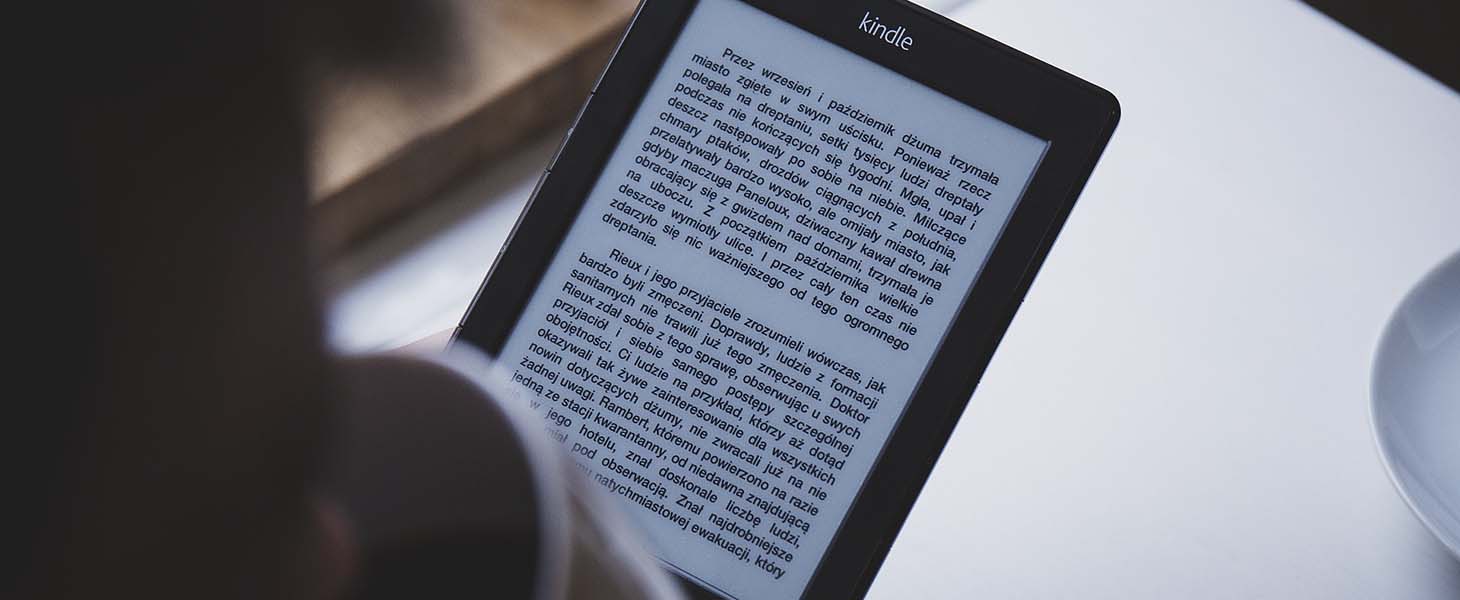 kindle
Przez wrzesień i październik dżuma trzymała
miasto zgięte w swym uścisku. Ponieważ rzecz
polegała na dreptaniu, setki tysięcy ludzi dreptały
podczas nie kończących się tygodni. Mgła, upał i
deszcz następowały po sobie na niebie. Milczące
chmary ptaków, drozdów ciągnących z południa,
przelatywały bardzo wysoko, ale omijały miasto, jak
gdyby maczuga Paneloux, dziwaczny kawał drewna
obracający się z gwizdem nad domami, trzymała je
na uboczu. Z początkiem października wielkie
deszcze wymiotły ulice. I przez cały ten czas nie
zdarzyło się nic ważniejszego od tego ogromnego
dreptania.
Rieux i jego przyjaciele zrozumieli wówczas, jak
bardzo byli zmęczeni. Doprawdy, ludzie z formacji
sanitarnych nie trawili już tego zmęczenia. Doktor
Rieux zdał sobie z tego sprawę, obserwując u swych
przyjaciół i siebie samego postępy szczególnej
obojętności. Ci ludzie na przykład, którzy aż dotąd
okazywali tak żywe zainteresowanie dla wszystkich
nowin dotyczących dżumy, nie zwracali już na nie
żadnej uwagi. Rambert, któremu powierzono na razie
jedną ze stacji kwarantanny, od niedawna znajdującą
się w jego hotelu, znał doskonale liczbę ludzi,
miał pod obserwacją. Znał najdrobniejsze
natychmiastowej ewakuacji, który